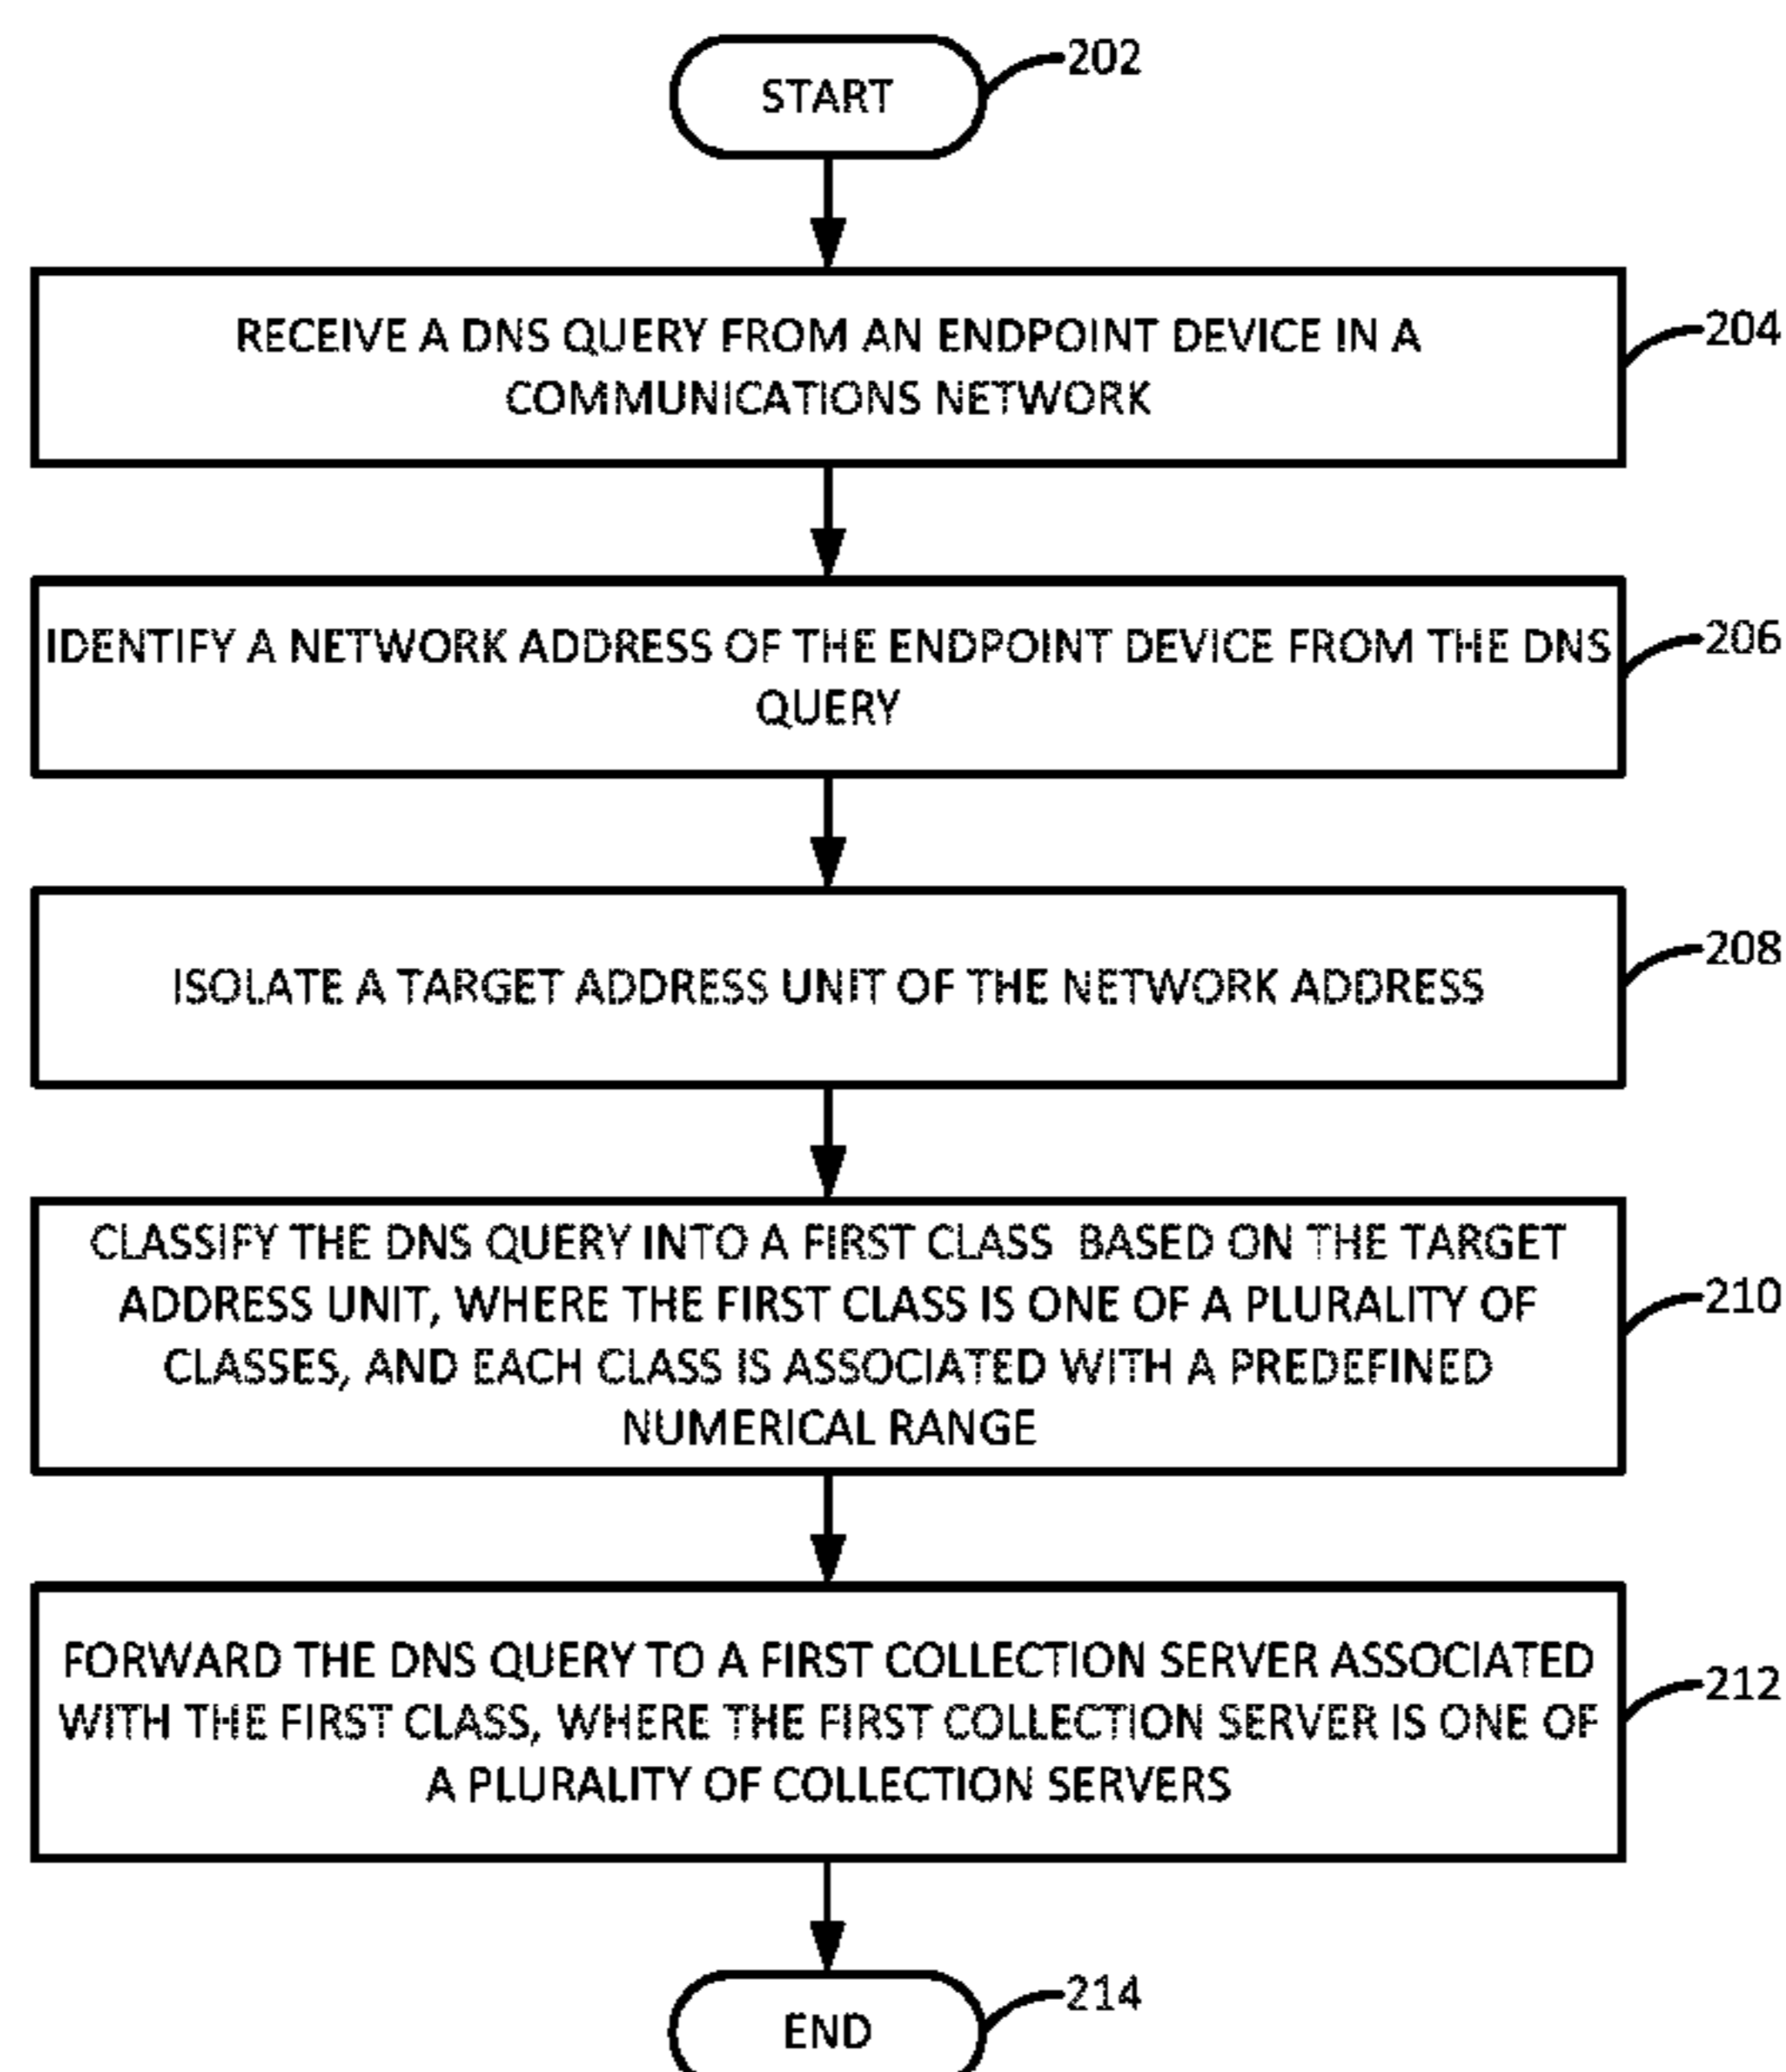 START
202
RECEIVE A DNS QUERY FROM AN ENDPOINT DEVICE IN A
COMMUNICATIONS NETWORK
204
IDENTIFY A NETWORK ADDRESS OF THE ENDPOINT DEVICE FROM THE DNS
QUERY
206
ISOLATE A TARGET ADDRESS UNIT OF THE NETWORK ADDRESS
208
CLASSIFY THE DNS QUERY INTO A FIRST CLASS BASED ON THE TARGET
ADDRESS UNIT, WHERE THE FIRST CLASS IS ONE OF A PLURALITY OF
CLASSES, AND EACH CLASS IS ASSOCIATED WITH A PREDEFINED
NUMERICAL RANGE
210
FORWARD THE DNS QUERY TO A FIRST COLLECTION SERVER ASSOCIATED
WITH THE FIRST CLASS, WHERE THE FIRST COLLECTION SERVER IS ONE OF
A PLURALITY OF COLLECTION SERVERS
212
END
214